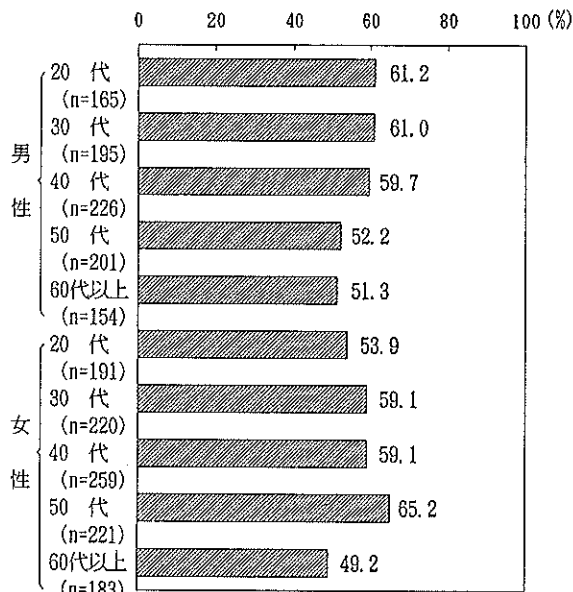 0 20 40 60 80 100 (%)
男性
20 代 61.2
(n=165)
30 代 61.0
(n=195)
40 代 59.7
(n=226)
50 代 52.2
(n=201)
60代以上 51.3
(n=154)
女性
20 代 53.9
(n=191)
30 代 59.1
(n=220)
40 代 59.1
(n=259)
50 代 65.2
(n=221)
60代以上 49.2
(n=183)